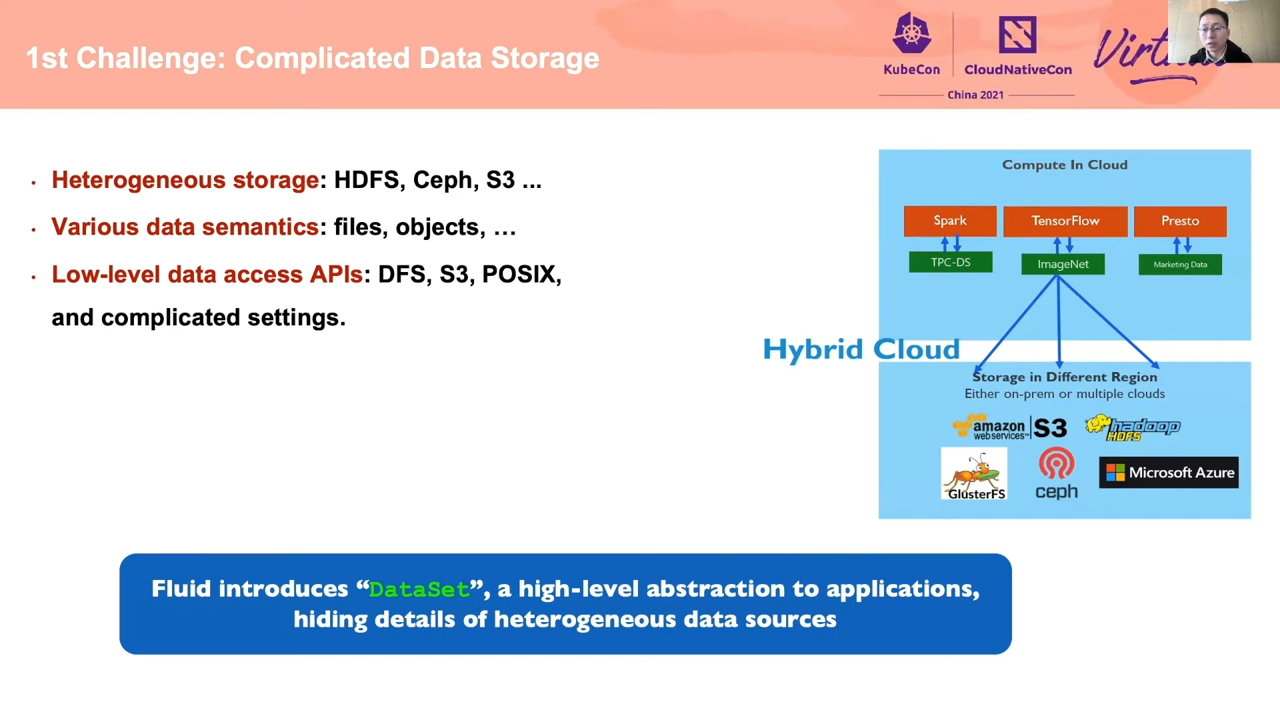 1st Challenge: Complicated Data Storage
KubeCon
CloudNativeCon
China 2021
· Heterogeneous storage: HDFS, Ceph, S3 ...
· Various data semantics: files, objects, …
· Low-level data access APIs: DFS, S3, POSIX,
and complicated settings.
Compute In Cloud
Spark
TensorFlow
Presto
TPC-DS
ImageNet
Marketing Data
Hybrid Cloud
Storage in Different Region
Either on-prem or multiple clouds
amazon webservices™ S3
hadoop HDFS
GlusterFS
ceph
Microsoft Azure
Fluid introduces “DataSet”, a high-level abstraction to applications,
hiding details of heterogeneous data sources